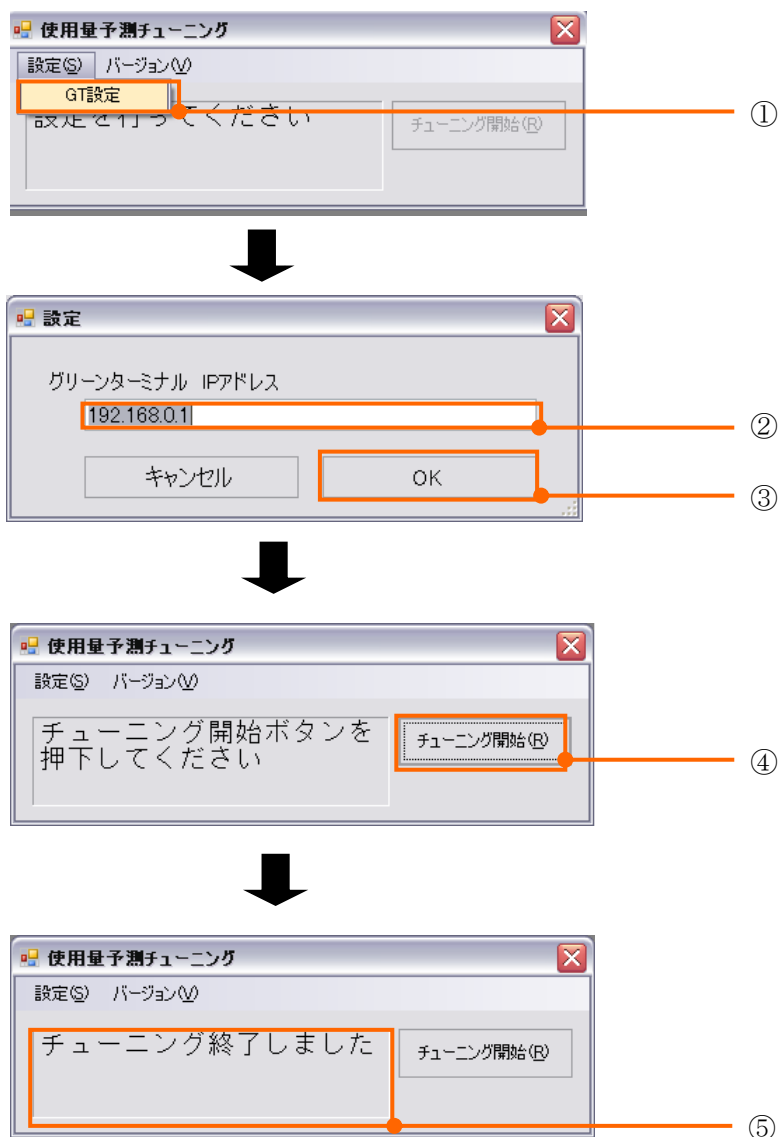 使用量予測チューニング
設定(S) バージョン(V)
GT設定
設定を行ってください
チューニング開始(R)
①
設定
グリーンターミナル IPアドレス
192.168.0.1
②
キャンセル
OK
③
使用量予測チューニング
設定(S) バージョン(V)
チューニング開始ボタンを
押下してください
チューニング開始(R)
④
使用量予測チューニング
設定(S) バージョン(V)
チューニング終了しました
チューニング開始(R)
⑤